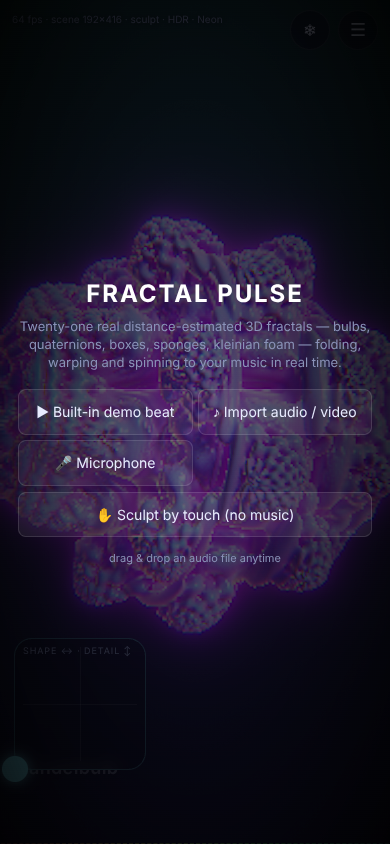 64 fps · scene 192×416 · sculpt · HDR · Neon
FRACTAL PULSE
Twenty-one real distance-estimated 3D fractals — bulbs,
quaternions, boxes, sponges, kleinian foam — folding,
warping and spinning to your music in real time.
▶ Built-in demo beat
♪ Import audio / video
🎤 Microphone
✋ Sculpt by touch (no music)
drag & drop an audio file anytime
SHAPE ↔ · DETAIL ↕